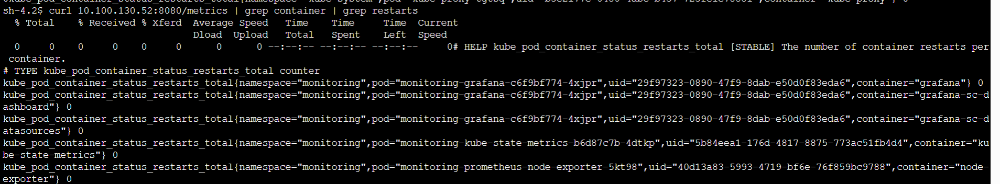 sh-4.2$ curl 10.100.130.52:8080/metrics | grep container | grep restarts
% Total % Received % Xferd Average Speed Time Time Time Current
Dload Upload Total Spent Left Speed
0 0 0 0 0 0 0 0 --:--:-- --:--:-- --:--:-- 0# HELP kube_pod_container_status_restarts_total [STABLE] The number of container restarts per
container.
# TYPE kube_pod_container_status_restarts_total counter
kube_pod_container_status_restarts_total{namespace="monitoring",pod="monitoring-grafana-c6f9bf774-4xjpr",uid="29f97323-0890-47f9-8dab-e50d0f83eda6",container="grafana"} 0
kube_pod_container_status_restarts_total{namespace="monitoring",pod="monitoring-grafana-c6f9bf774-4xjpr",uid="29f97323-0890-47f9-8dab-e50d0f83eda6",container="grafana-sc-d
ashboard"} 0
kube_pod_container_status_restarts_total{namespace="monitoring",pod="monitoring-grafana-c6f9bf774-4xjpr",uid="29f97323-0890-47f9-8dab-e50d0f83eda6",container="grafana-sc-d
atasources"} 0
kube_pod_container_status_restarts_total{namespace="monitoring",pod="monitoring-kube-state-metrics-b6d87c7b-4dtkp",uid="5b84eea1-176d-4817-8875-773ac51fb4d4",container="ku
be-state-metrics"} 0
kube_pod_container_status_restarts_total{namespace="monitoring",pod="monitoring-prometheus-node-exporter-5kt98",uid="40d13a83-5993-4719-bf6e-76f859bc9788",container="node-
exporter"} 0